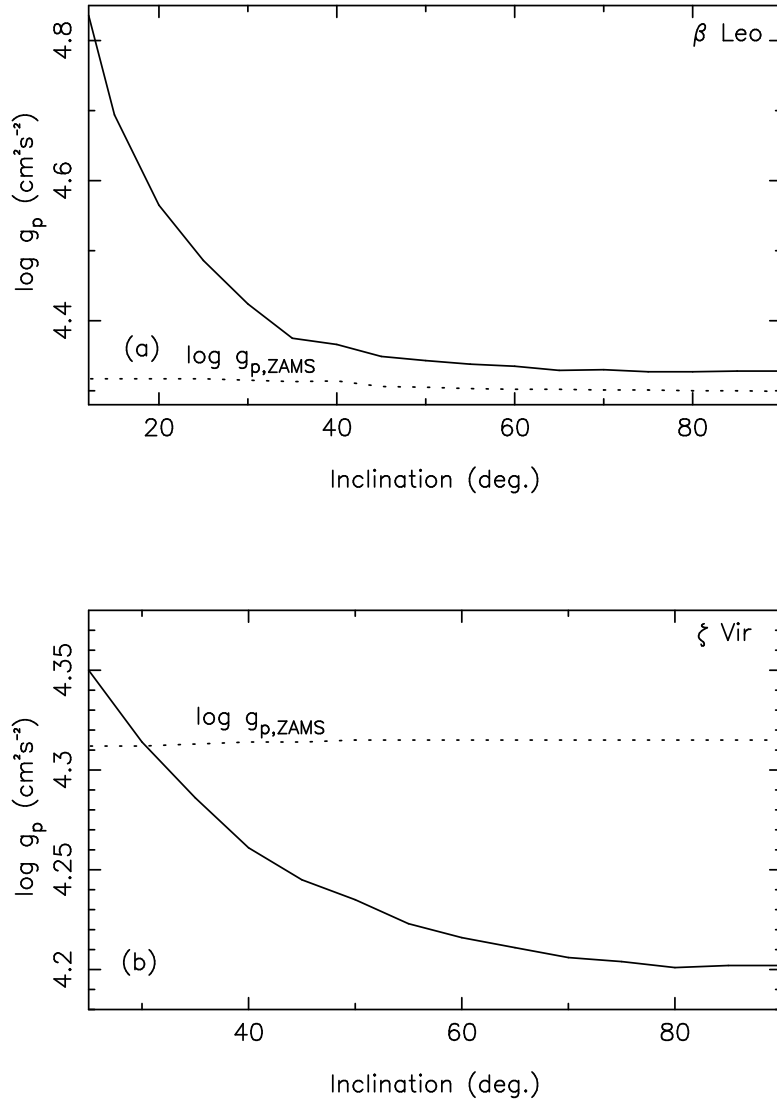 β Leo
4.8
4.6
4.4
log g_p (cm²s⁻²)
(a) log g_p,ZAMS
20 40 60 80
Inclination (deg.)
ζ Vir
4.35
4.3
4.25
4.2
log g_p (cm²s⁻²)
log g_p,ZAMS
(b)
40 60 80
Inclination (deg.)